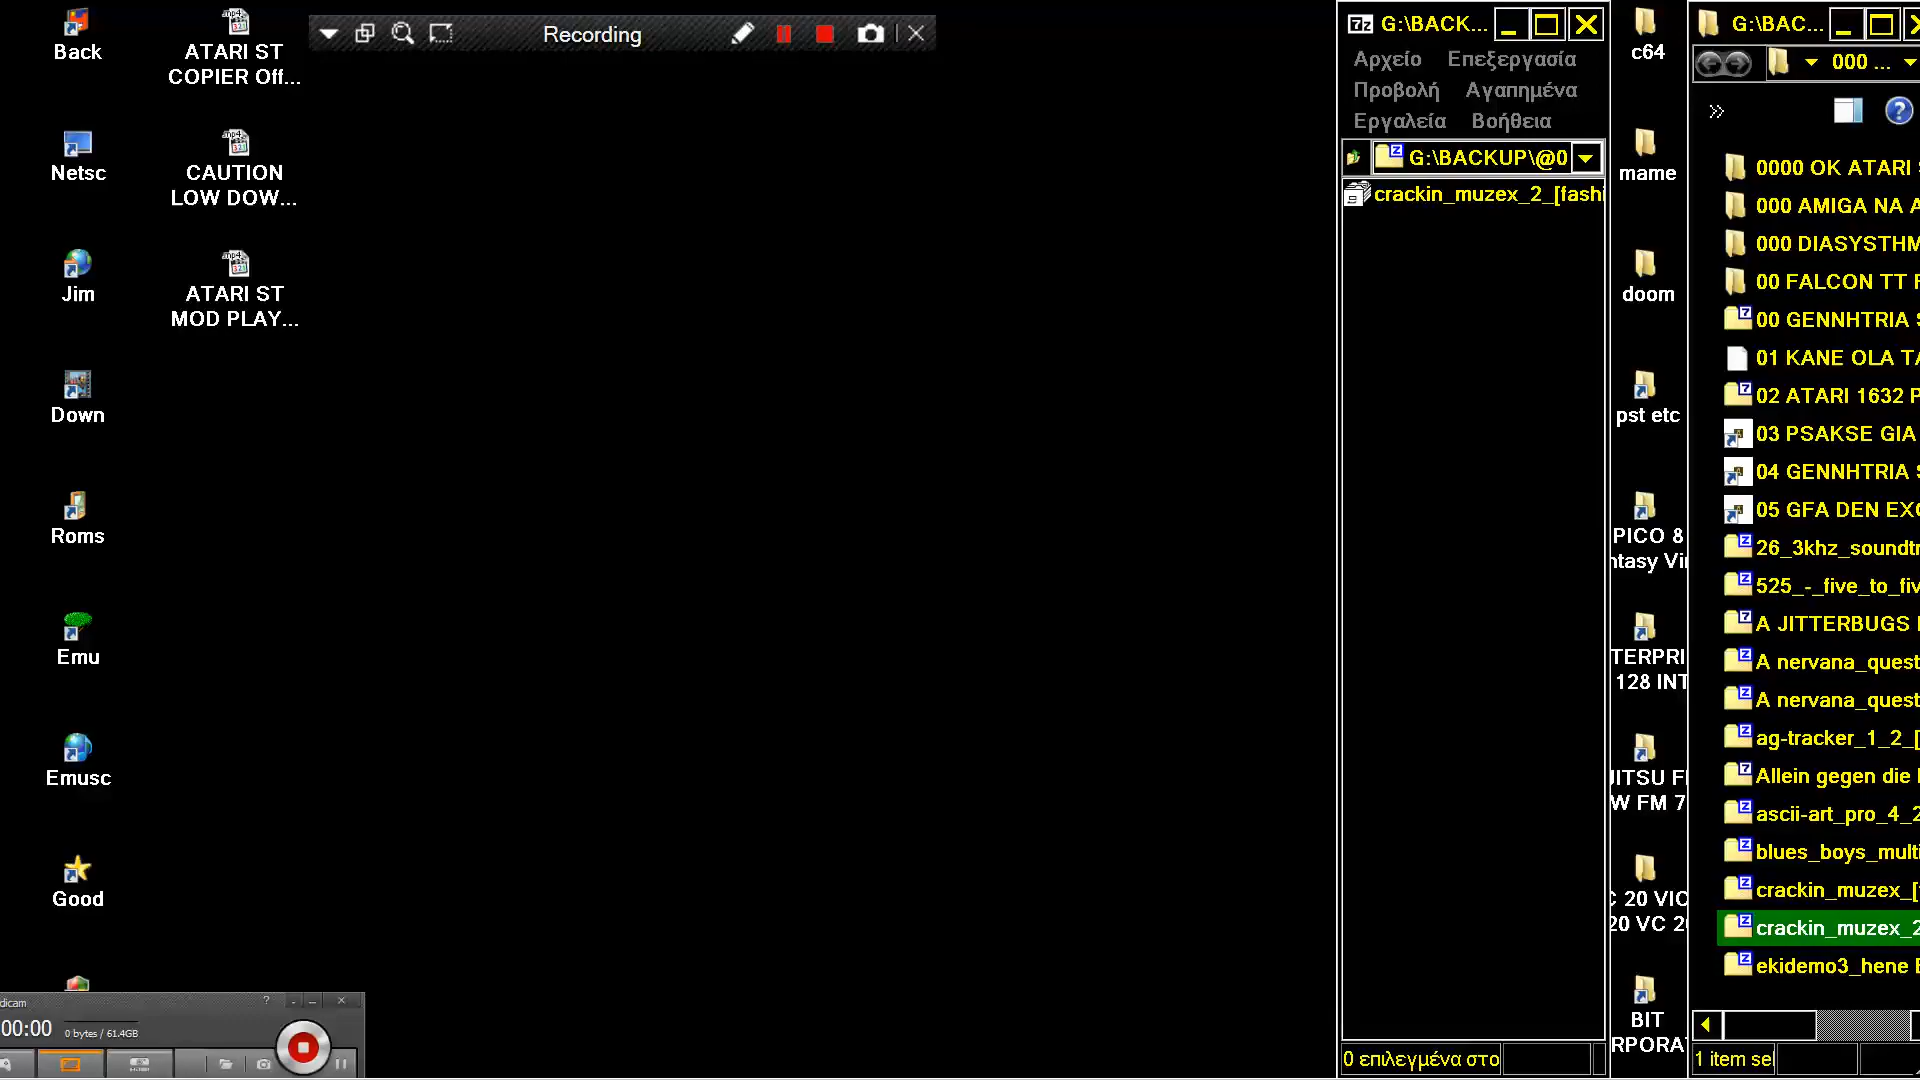 Back
ATARI ST
COPIER Off...
Netsc
CAUTION
LOW DOW...
Jim
ATARI ST
MOD PLAY...
Down
Roms
Emu
Emusc
Good
Recording
dicam
00:00
0 bytes / 61.4GB
7z G:\BACK...
Αρχείο Επεξεργασία
Προβολή Αγαπημένα
Εργαλεία Βοήθεια
G:\BACKUP\@0
crackin_muzex_2_[fashi
0 επιλεγμένα στο
c64
mame
doom
pst etc
PICO 8
ntasy Vi
TERPRI
128 INT
JITSU F
W FM 7
C 20 VIC
20 VC 2
BIT
RPORA
G:\BAC...
000 ...
0000 OK ATARI
000 AMIGA NA A
000 DIASYSTHM
00 FALCON TT F
00 GENNHTRIA S
01 KANE OLA TA
02 ATARI 1632 P
03 PSAKSE GIA
04 GENNHTRIA S
05 GFA DEN EXO
26_3khz_soundtr
525_-_five_to_fiv
A JITTERBUGS
A nervana_quest
A nervana_quest
ag-tracker_1_2_[
Allein gegen die
ascii-art_pro_4_2
blues_boys_multi
crackin_muzex_[
crackin_muzex_2
ekidemo3_hene
1 item sel